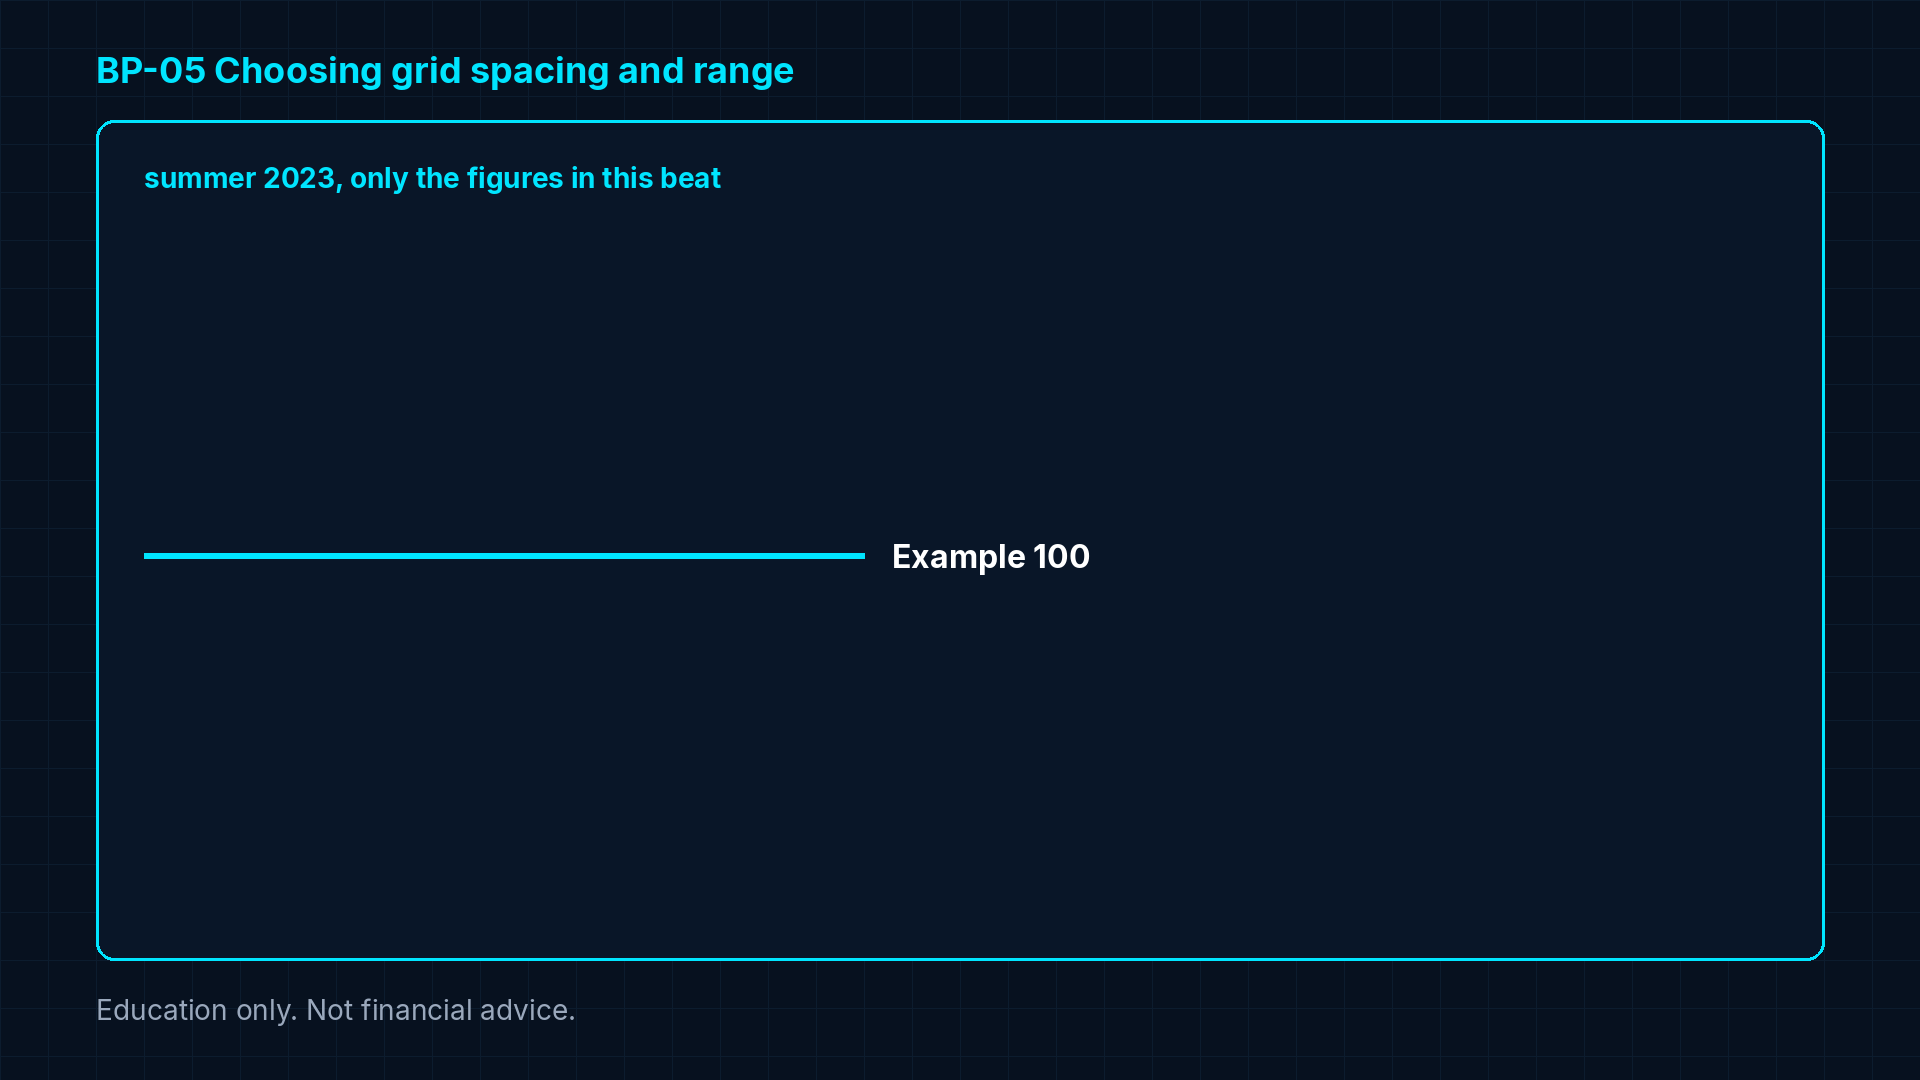 BP-05 Choosing grid spacing and range
summer 2023, only the figures in this beat
Example 100
Education only. Not financial advice.